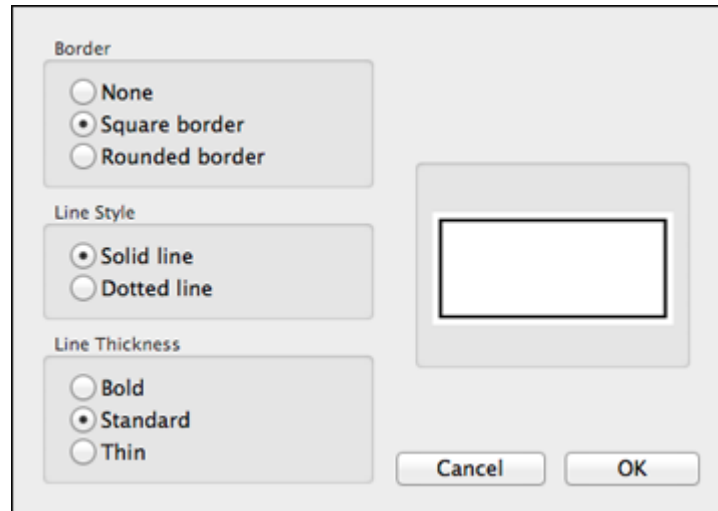 Border
None
Square border
Rounded border
Line Style
Solid line
Dotted line
Line Thickness
Bold
Standard
Thin
Cancel
OK